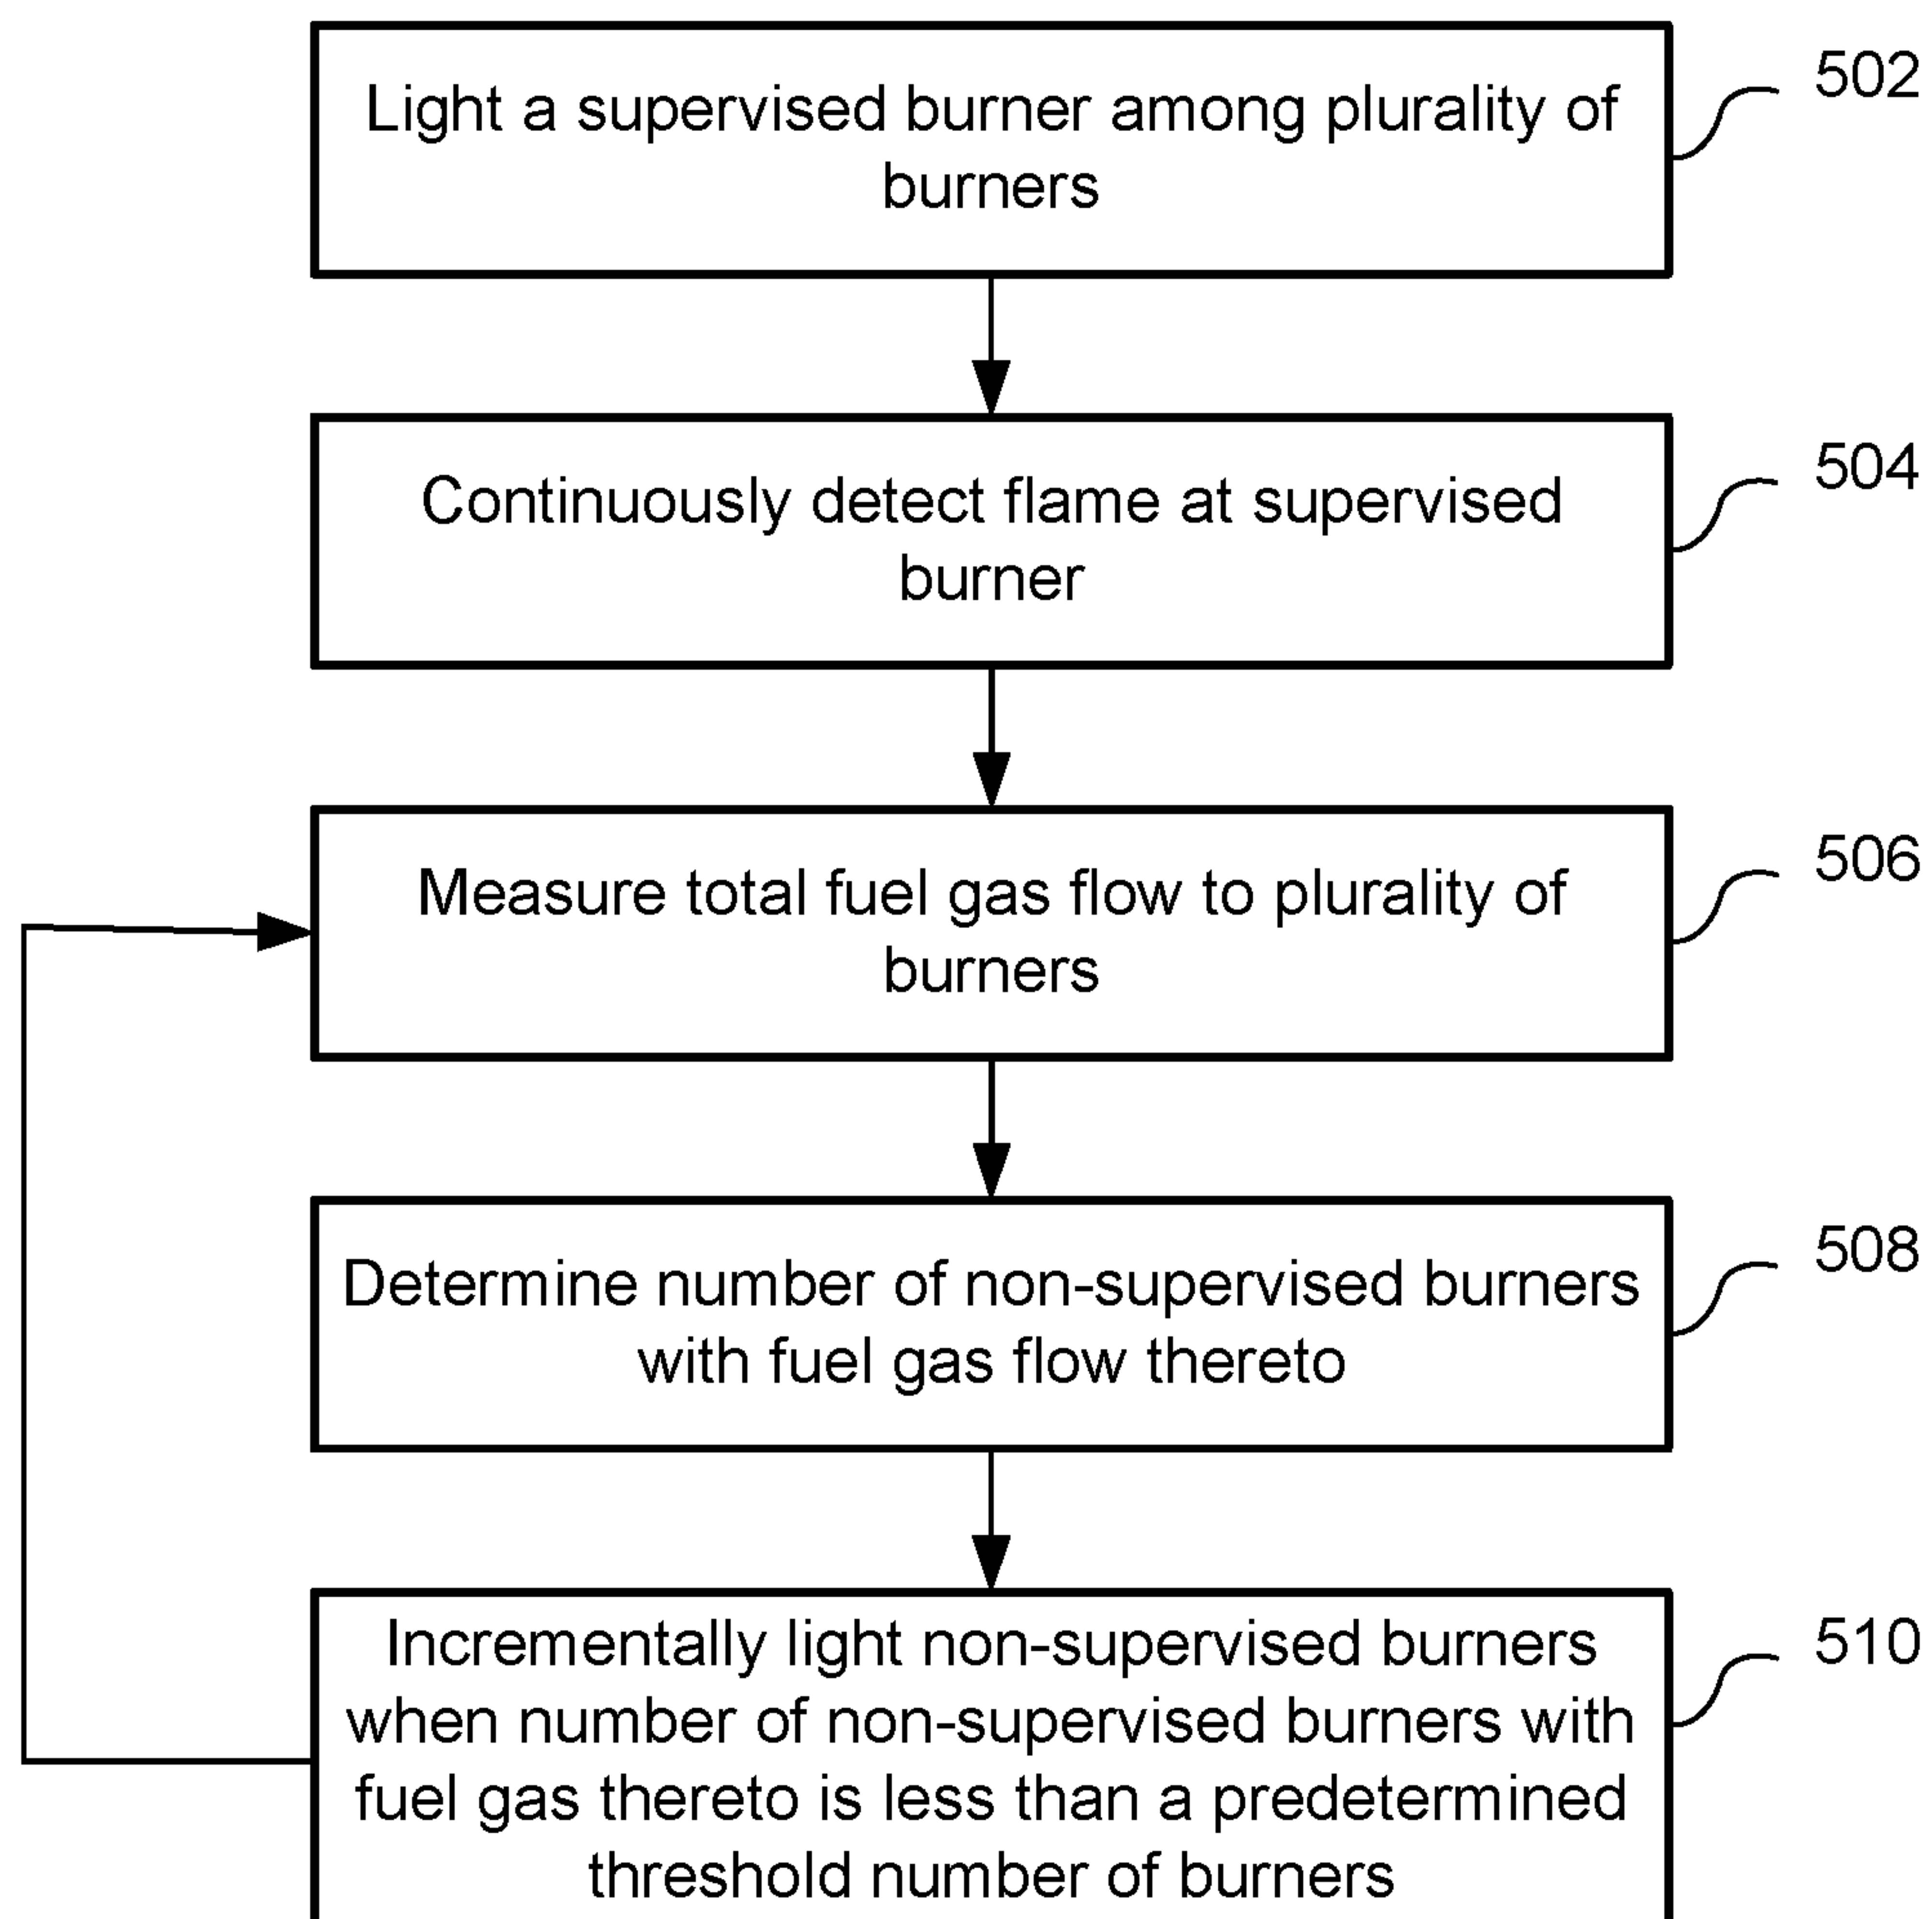 Light a supervised burner among plurality of
burners
502
Continuously detect flame at supervised
burner
504
Measure total fuel gas flow to plurality of
burners
506
Determine number of non-supervised burners
with fuel gas flow thereto
508
Incrementally light non-supervised burners
when number of non-supervised burners with
fuel gas thereto is less than a predetermined
threshold number of burners
510